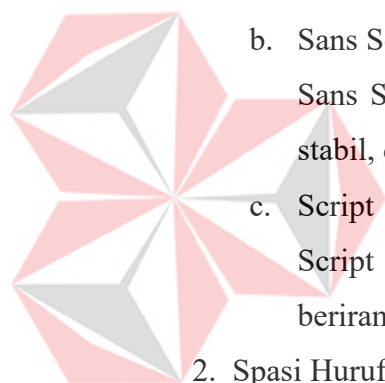 b. Sans S
Sans S
stabil,
c. Script
Script
beriran
2. Spasi Huruf